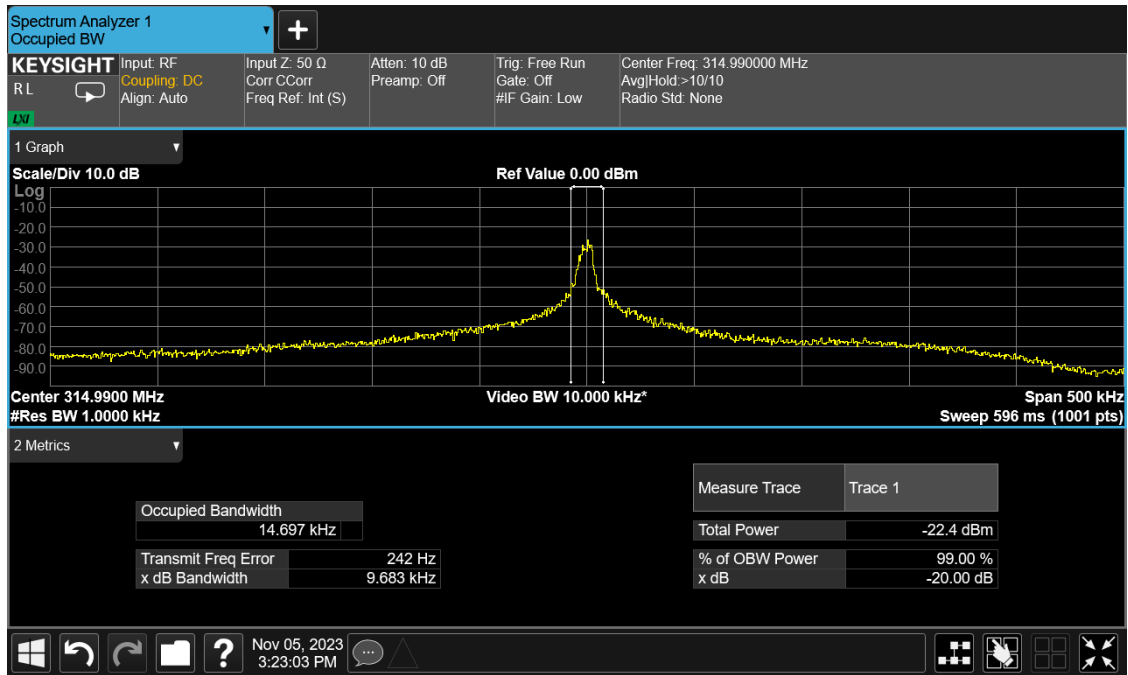 Spectrum Analyzer 1
Occupied BW
KEYSIGHT
R L
LXI
Input: RF
Coupling: DC
Align: Auto
Input Z: 50 Ω
Corr CCorr
Freq Ref: Int (S)
Atten: 10 dB
Preamp: Off
Trig: Free Run
Gate: Off
#IF Gain: Low
Center Freq: 314.990000 MHz
Avg|Hold:>10/10
Radio Std: None
1 Graph
Scale/Div 10.0 dB
Ref Value 0.00 dBm
Log
-10.0
-20.0
-30.0
-40.0
-50.0
-60.0
-70.0
-80.0
-90.0
Center 314.9900 MHz
Video BW 10.000 kHz*
Span 500 kHz
#Res BW 1.0000 kHz
Sweep 596 ms (1001 pts)
2 Metrics
Measure Trace Trace 1
Occupied Bandwidth
14.697 kHz
Total Power -22.4 dBm
Transmit Freq Error 242 Hz
% of OBW Power 99.00 %
x dB Bandwidth 9.683 kHz
x dB -20.00 dB
?
Nov 05, 2023
3:23:03 PM